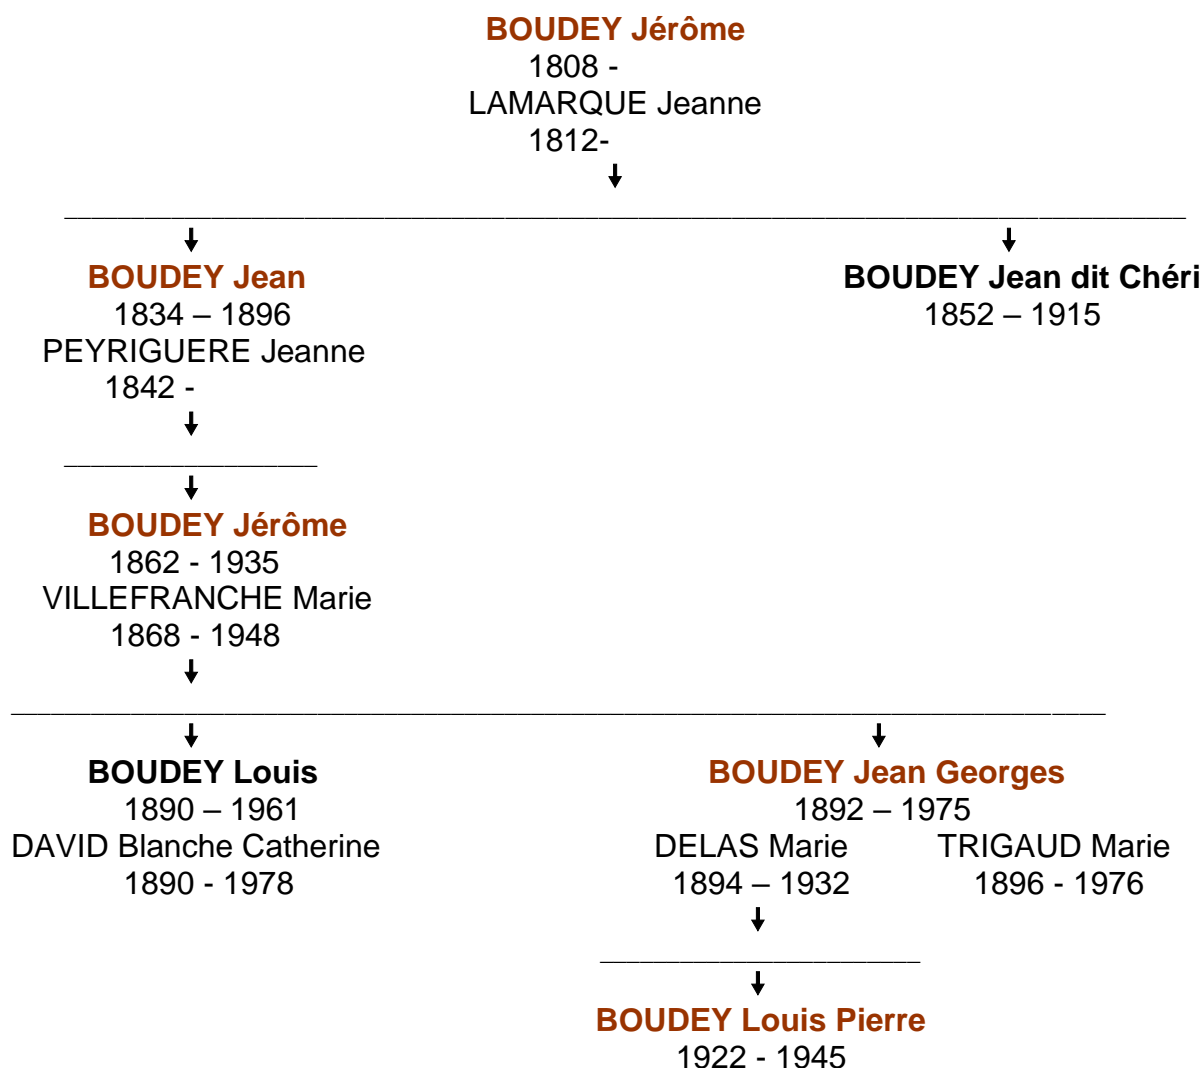 BOUDEY Jérôme
1808 -
LAMARQUE Jeanne
1812-
BOUDEY Jean BOUDEY Jean dit Chéri
1834 – 1896 1852 – 1915
PEYRIGUERE Jeanne
1842 -
BOUDEY Jérôme
1862 - 1935
VILLEFRANCHE Marie
1868 - 1948
BOUDEY Louis BOUDEY Jean Georges
1890 – 1961 1892 – 1975
DAVID Blanche Catherine DELAS Marie TRIGAUD Marie
1890 - 1978 1894 – 1932 1896 - 1976
BOUDEY Louis Pierre
1922 - 1945